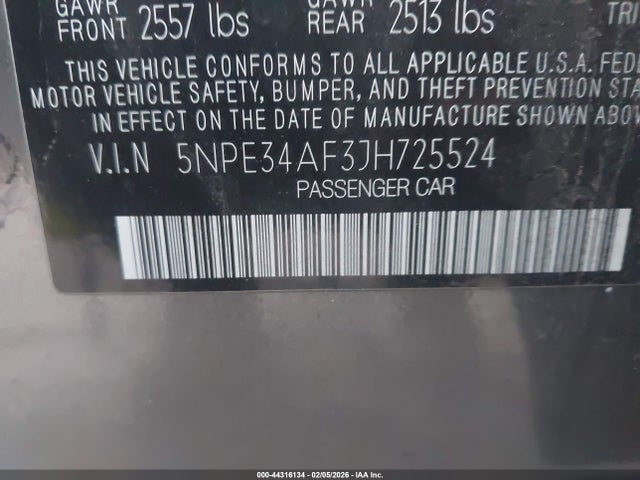 GAWR GAWR
FRONT 2557 lbs REAR 2513 lbs
THIS VEHICLE CONFORMS TO ALL APPLICABLE U.S.A. FEDE
MOTOR VEHICLE SAFETY, BUMPER, AND THEFT PREVENTION STA
IN EFFECT ON THE DATE OF MANUFACTURE SHOWN ABOV
V.I.N 5NPE34AF3JH725524
PASSENGER CAR
000-44316134 - 02/05/2026 - IAA Inc.